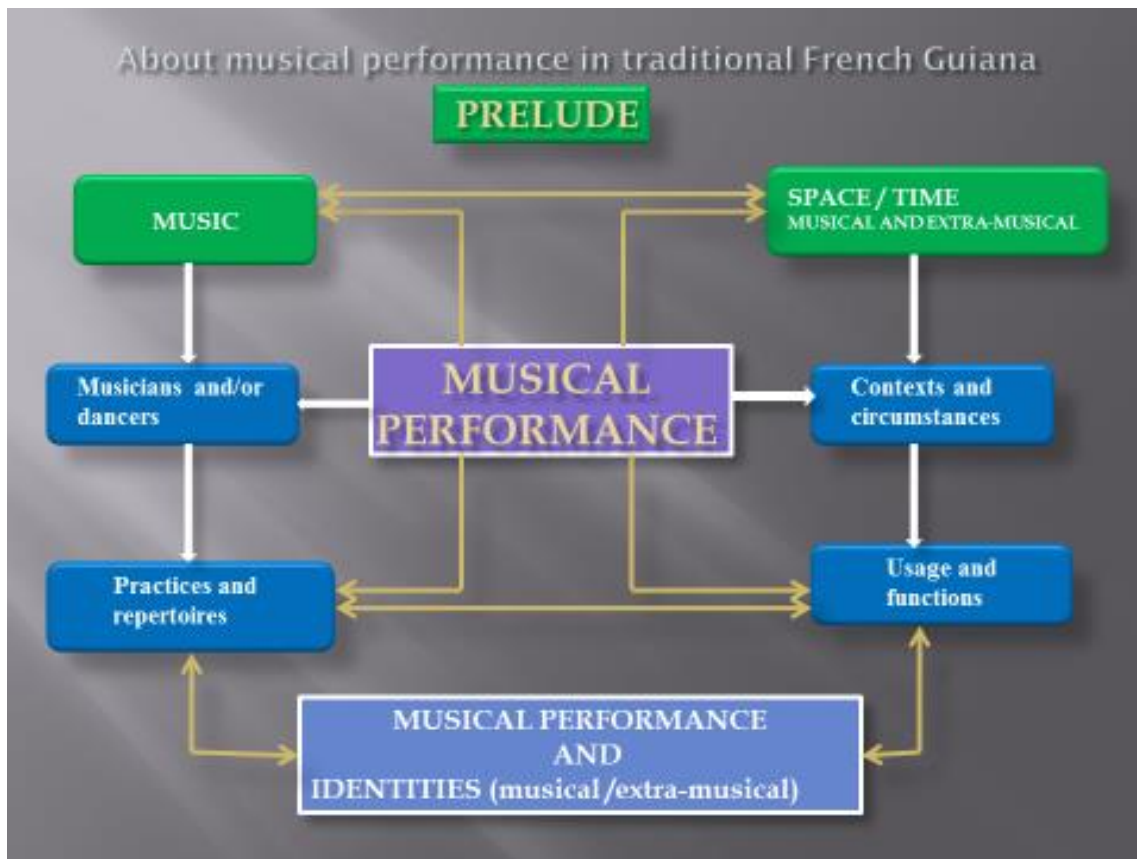 About musical performance in traditional French Guiana
PRELUDE
MUSIC
SPACE / TIME
MUSICAL AND EXTRA-MUSICAL
Musicians and/or
dancers
MUSICAL
PERFORMANCE
Contexts and
circumstances
Practices and
repertoires
Usage and
functions
MUSICAL PERFORMANCE
AND
IDENTITIES (musical /extra-musical)